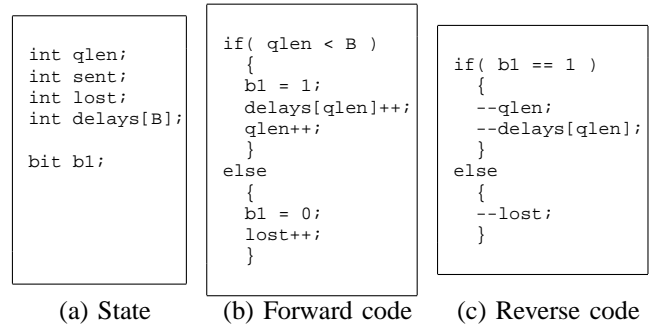 int qlen;
int sent;
int lost;
int delays[B];
bit b1;
(a) State
if( qlen < B )
{
b1 = 1;
delays[qlen]++;
qlen++;
}
else
{
b1 = 0;
lost++;
}
(b) Forward code
if( b1 == 1 )
{
--qlen;
--delays[qlen];
}
else
{
--lost;
}
(c) Reverse code